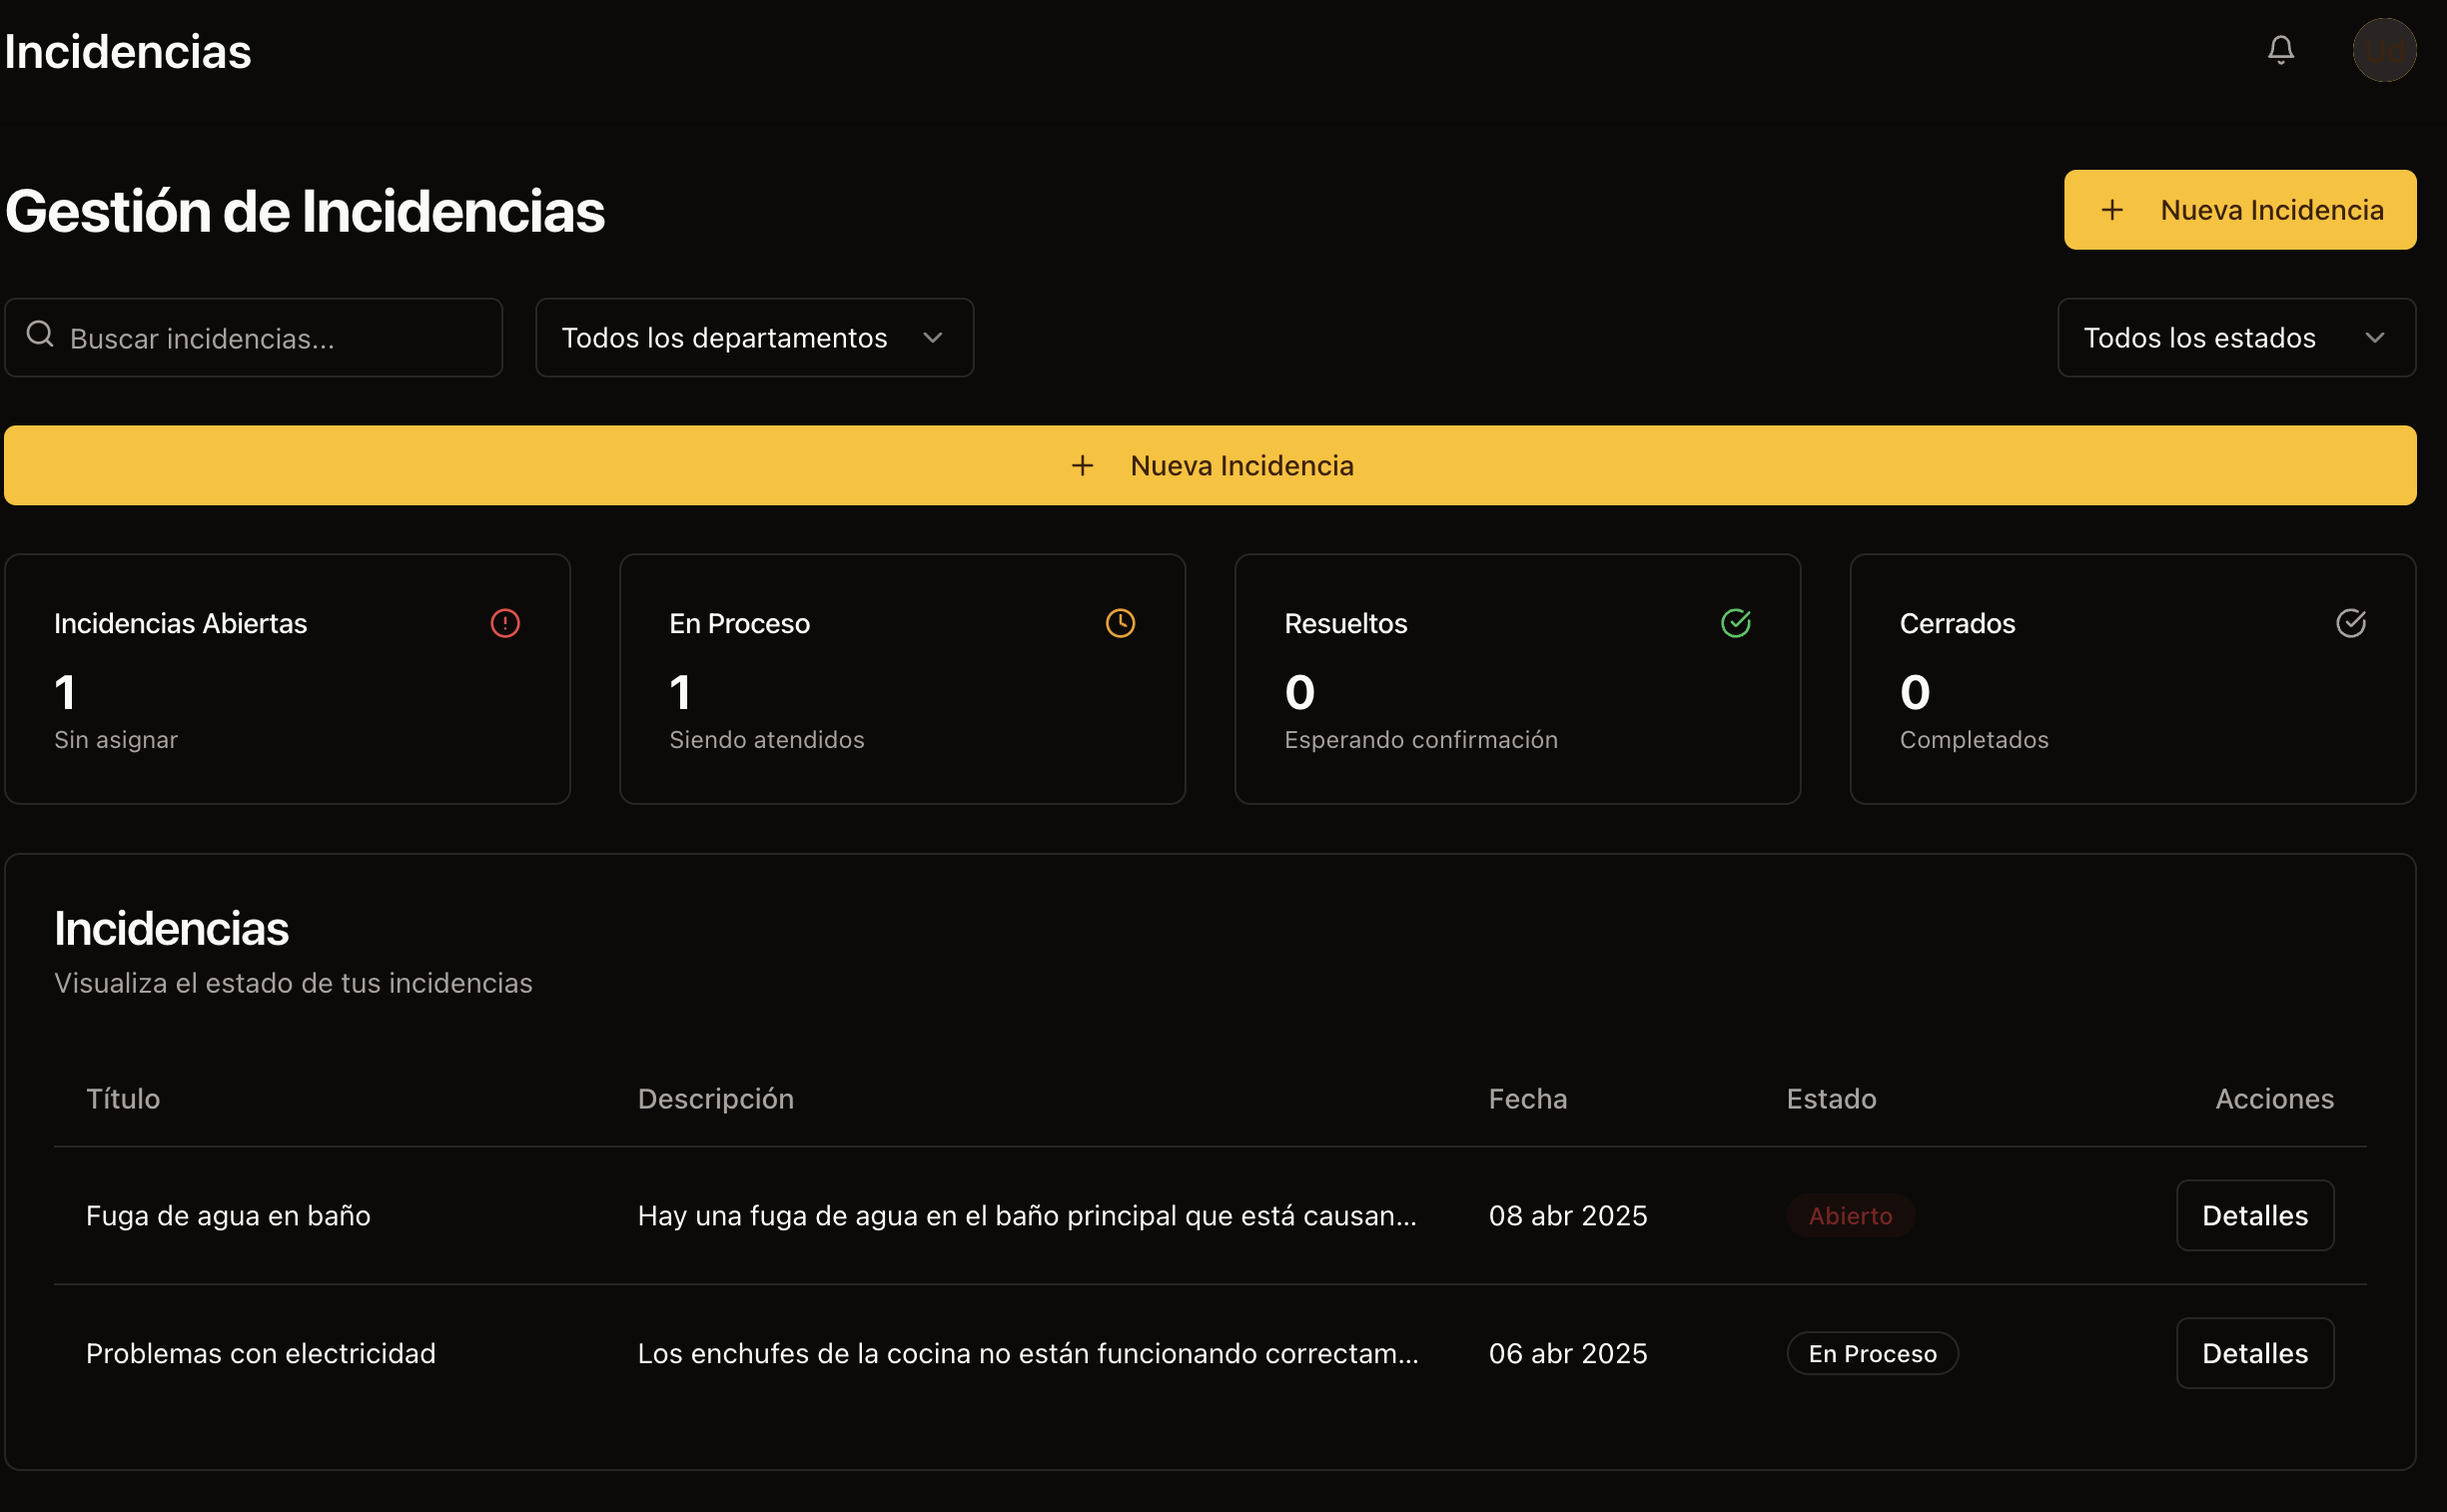 Incidencias
Ud
Gestión de Incidencias
+ Nueva Incidencia
Buscar incidencias...
Todos los departamentos
Todos los estados
+ Nueva Incidencia
Incidencias Abiertas
1
Sin asignar
En Proceso
1
Siendo atendidos
Resueltos
0
Esperando confirmación
Cerrados
0
Completados
Incidencias
Visualiza el estado de tus incidencias
Título Descripción Fecha Estado Acciones
Fuga de agua en baño Hay una fuga de agua en el baño principal que está causan... 08 abr 2025 Abierto Detalles
Problemas con electricidad Los enchufes de la cocina no están funcionando correctam... 06 abr 2025 En Proceso Detalles